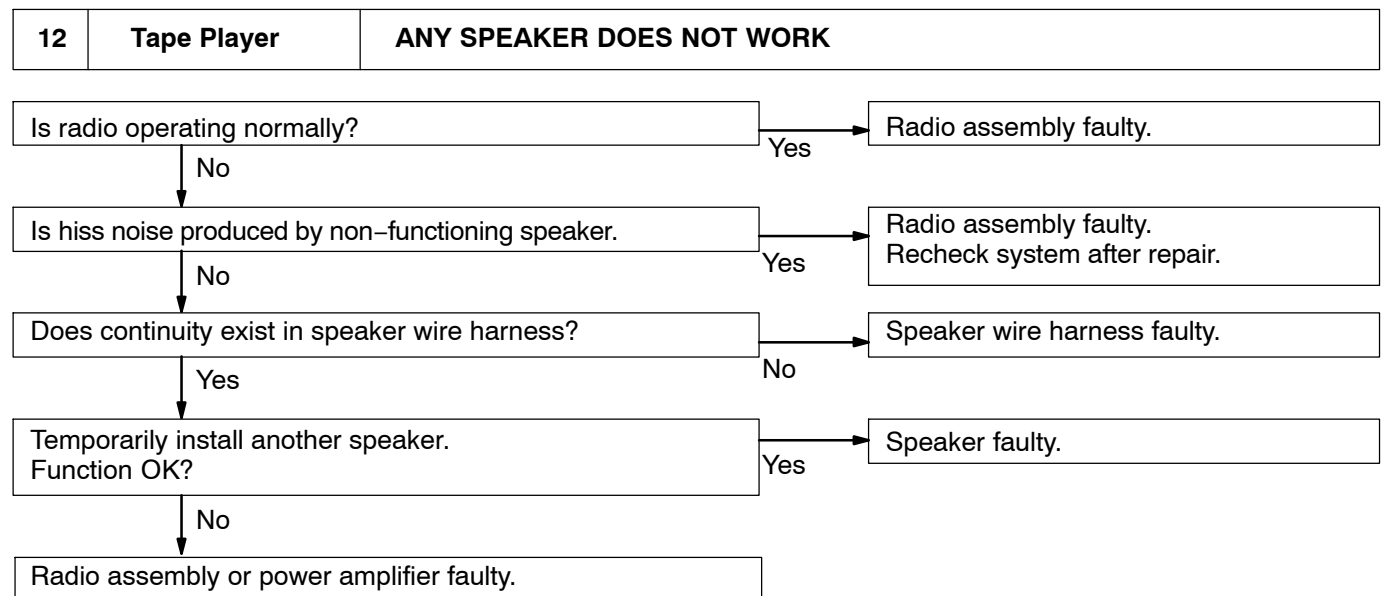 12 Tape Player ANY SPEAKER DOES NOT WORK
Is radio operating normally?
Yes
Radio assembly faulty.
No
Is hiss noise produced by non−functioning speaker.
Yes
Radio assembly faulty.
Recheck system after repair.
No
Does continuity exist in speaker wire harness?
No
Speaker wire harness faulty.
Yes
Temporarily install another speaker.
Function OK?
Yes
Speaker faulty.
No
Radio assembly or power amplifier faulty.